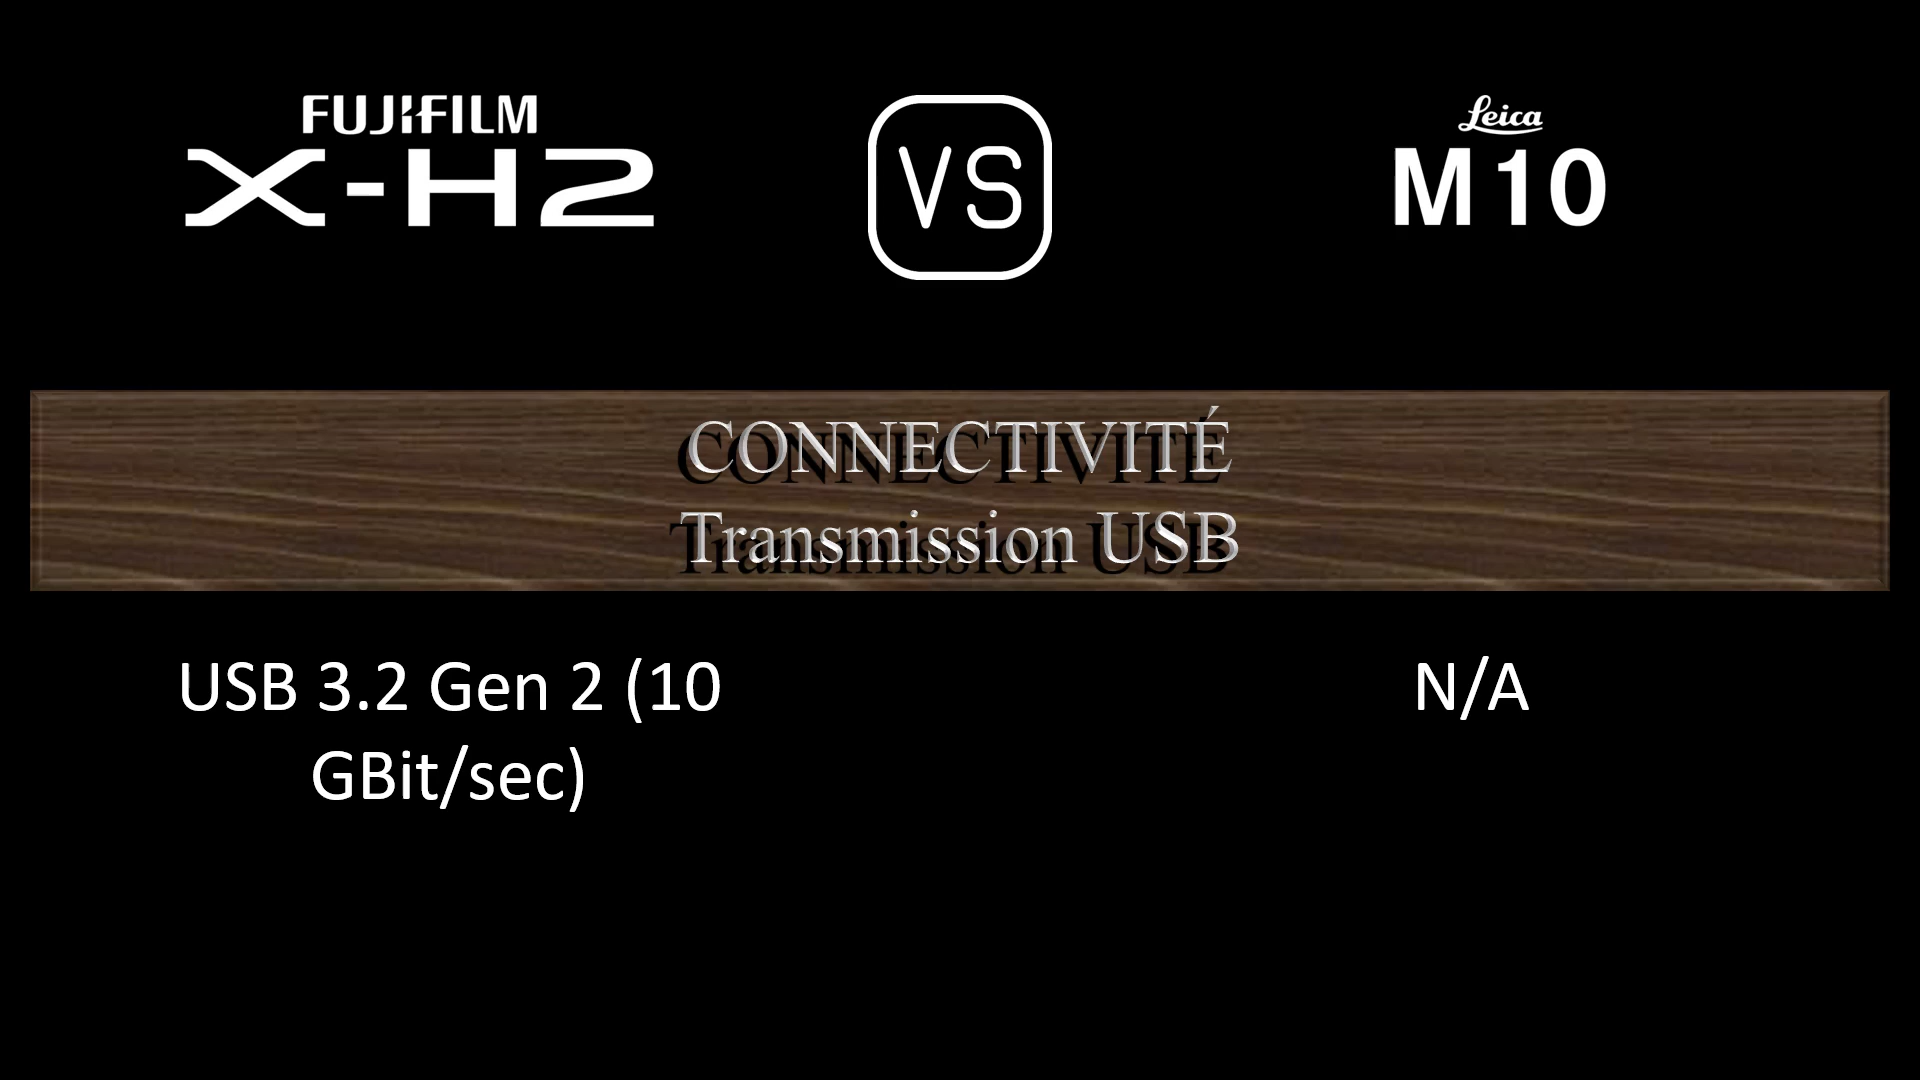 FUJIFILM
X-H2
VS
Leica
M10
CONNECTIVITÉ
Transmission USB
USB 3.2 Gen 2 (10
GBit/sec)
N/A